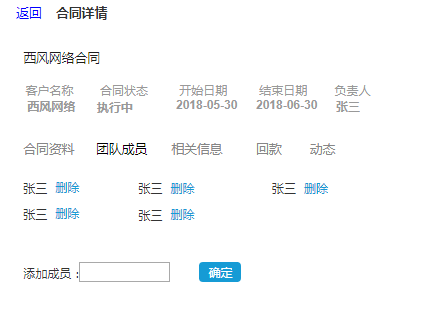 返回 合同详情
西风网络合同
客户名称 合同状态 开始日期 结束日期 负责人
西风网络 执行中 2018-05-30 2018-06-30 张三
合同资料 团队成员 相关信息 回款 动态
张三 删除 张三 删除 张三 删除
张三 删除 张三 删除
添加成员： 确定